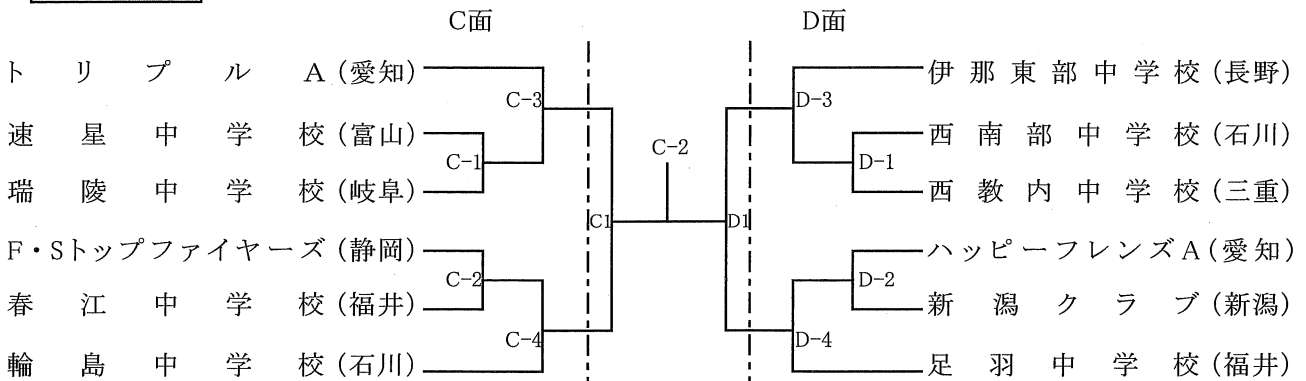 C面 D面
トリプルA(愛知) 伊那東部中学校(長野)
C-3 D-3
速星中学校(富山) 西南部中学校(石川)
C-2
C-1 D-1
瑞陵中学校(岐阜) 西教内中学校(三重)
C1 D1
F・Sトップファイヤーズ(静岡) ハッピーフレンズA(愛知)
C-2 D-2
春江中学校(福井) 新潟クラブ(新潟)
C-4 D-4
輪島中学校(石川) 足羽中学校(福井)